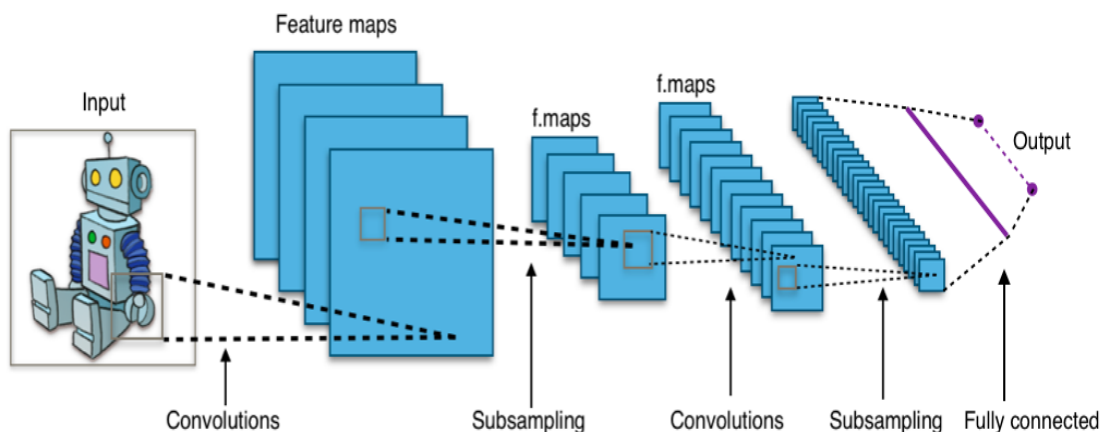 Feature maps
Input
f.maps
f.maps
Output
Convolutions
Subsampling
Convolutions
Subsampling
Fully connected